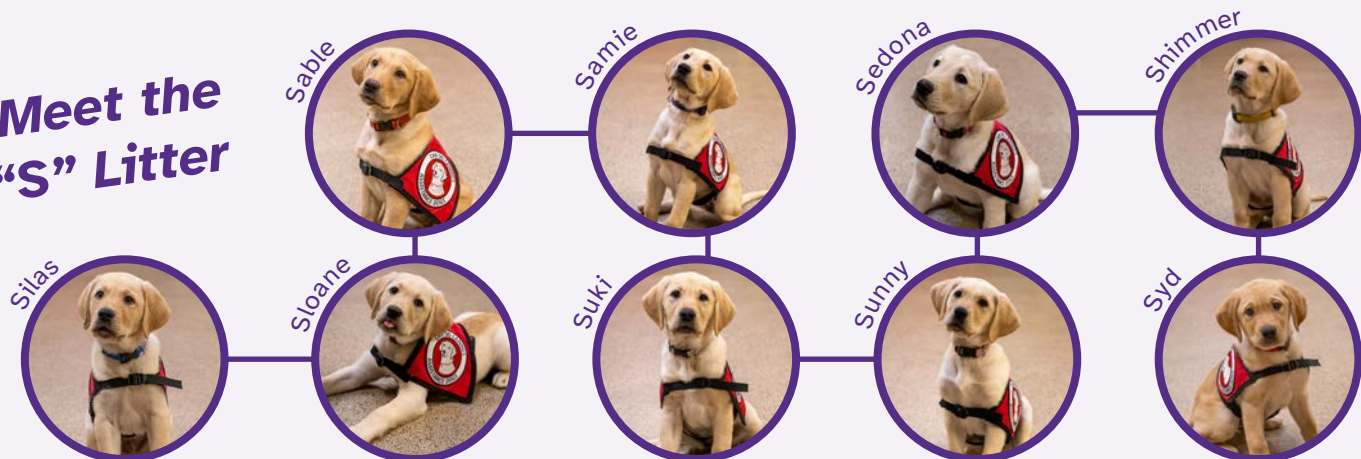 Meet the
“S” Litter
Sable
Samie
Sedona
Shimmer
Silas
Sloane
Suki
Sunny
Syd